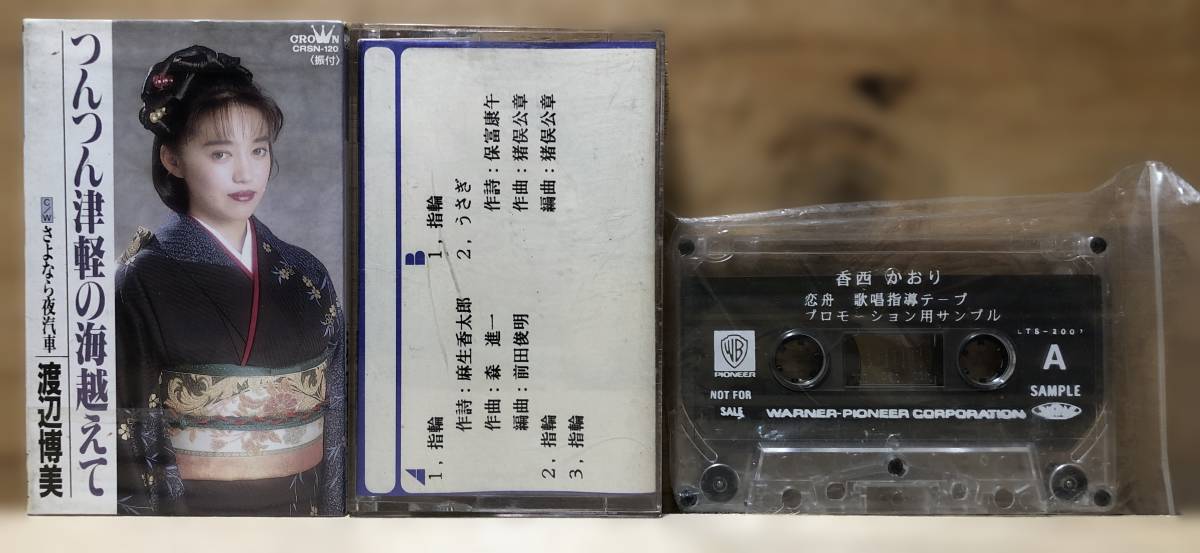 CROWN
CRSN-120
〈振付〉
つんつん津軽の海越えて
C/W さよなら夜汽車
渡辺博美
A
1, 指輪
作詩:麻生香太郎
作曲:森 進一
編曲:前田俊明
2, 指輪
3, 指輪
B
1, 指輪
2, うさぎ
作詩:保富康午
作曲:猪俣公章
編曲:猪俣公章
香西 かおり
恋舟 歌唱指導テープ
プロモーション用サンプル
LTS-2007
WB
PIONEER
A
NOT FOR
SALE
SAMPLE
WARNER-PIONEER CORPORATION